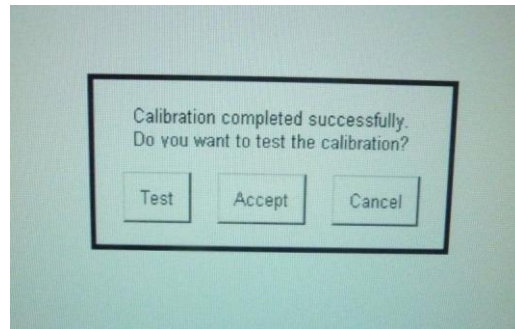 Calibration completed successfully.
Do you want to test the calibration?
Test Accept Cancel